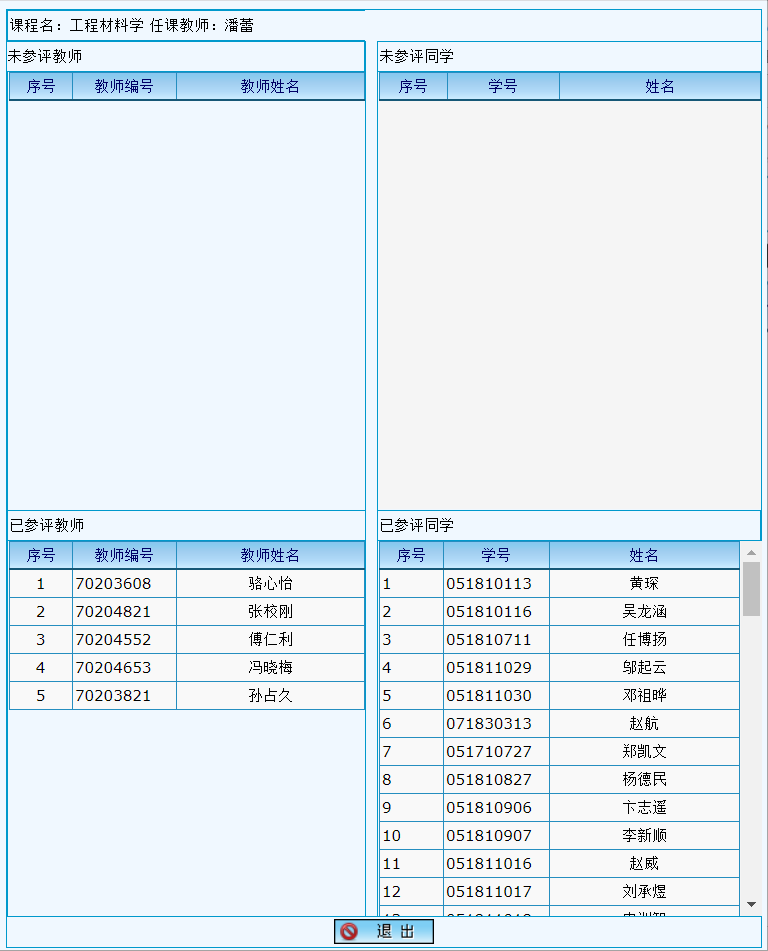 课程名：工程材料学 任课教师：潘蕾
未参评教师
序号 教师编号 教师姓名
未参评同学
序号 学号 姓名
已参评教师
序号 教师编号 教师姓名
1 70203608 骆心怡
2 70204821 张校刚
3 70204552 傅仁利
4 70204653 冯晓梅
5 70203821 孙占久
已参评同学
序号 学号 姓名
1 051810113 黄琛
2 051810116 吴龙涵
3 051810711 任博扬
4 051811029 邬起云
5 051811030 邓祖晔
6 071830313 赵航
7 051710727 郑凯文
8 051810827 杨德民
9 051810906 卞志遥
10 051810907 李新顺
11 051811016 赵威
12 051811017 刘承煜
退 出